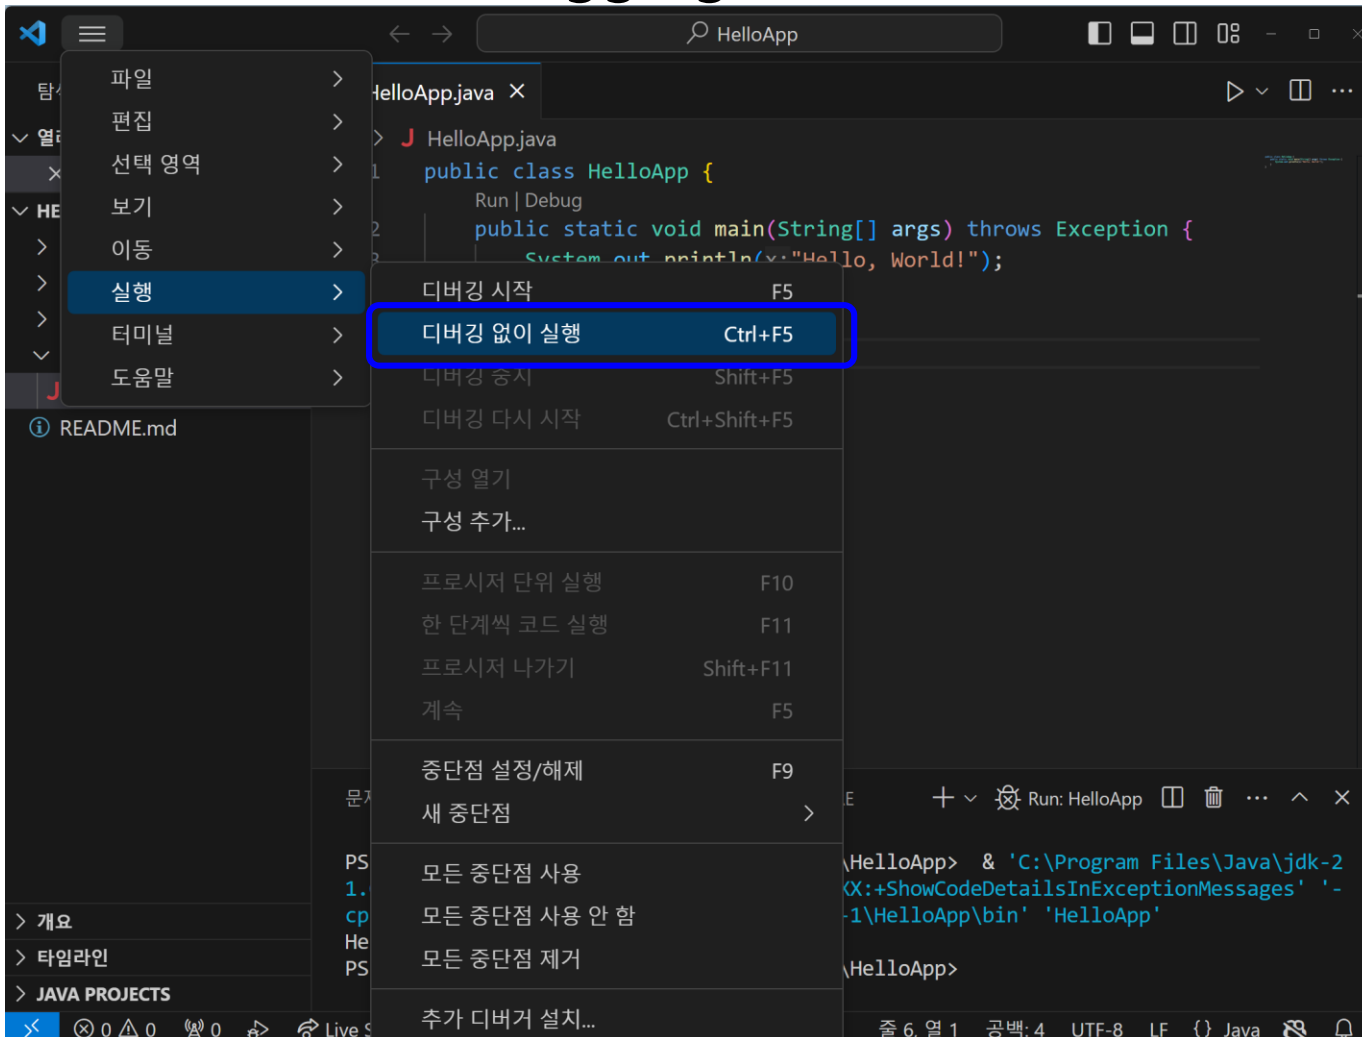 HelloApp
파일
편집
선택 영역
보기
이동
실행
터미널
도움말
README.md
개요
타임라인
JAVA PROJECTS
HelloApp.java
J HelloApp.java
1 public class HelloApp {
Run | Debug
2 public static void main(String[] args) throws Exception {
System.out.println(x:"Hello, World!");
디버깅 시작 F5
디버깅 없이 실행 Ctrl+F5
디버깅 중지 Shift+F5
디버깅 다시 시작 Ctrl+Shift+F5
구성 열기
구성 추가...
프로시저 단위 실행 F10
한 단계씩 코드 실행 F11
프로시저 나가기 Shift+F11
계속 F5
중단점 설정/해제 F9
새 중단점
모든 중단점 사용
모든 중단점 사용 안 함
모든 중단점 제거
추가 디버거 설치...
Run: HelloApp
PS \HelloApp> & 'C:\Program Files\Java\jdk-2
1. XX:+ShowCodeDetailsInExceptionMessages' '-
cp -1\HelloApp\bin' 'HelloApp'
He
PS \HelloApp>
0 0 0 Live S 줄 6, 열 1 공백: 4 UTF-8 LF {} Java